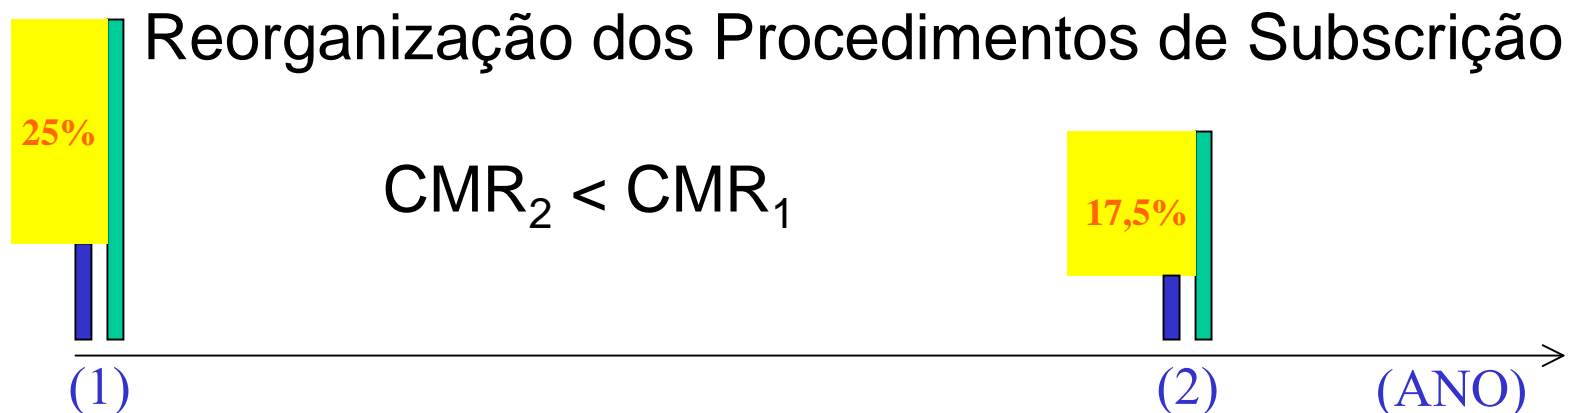 Reorganização dos Procedimentos de Subscrição
25%
CMR₂ < CMR₁
17,5%
(1)
(2)
(ANO)